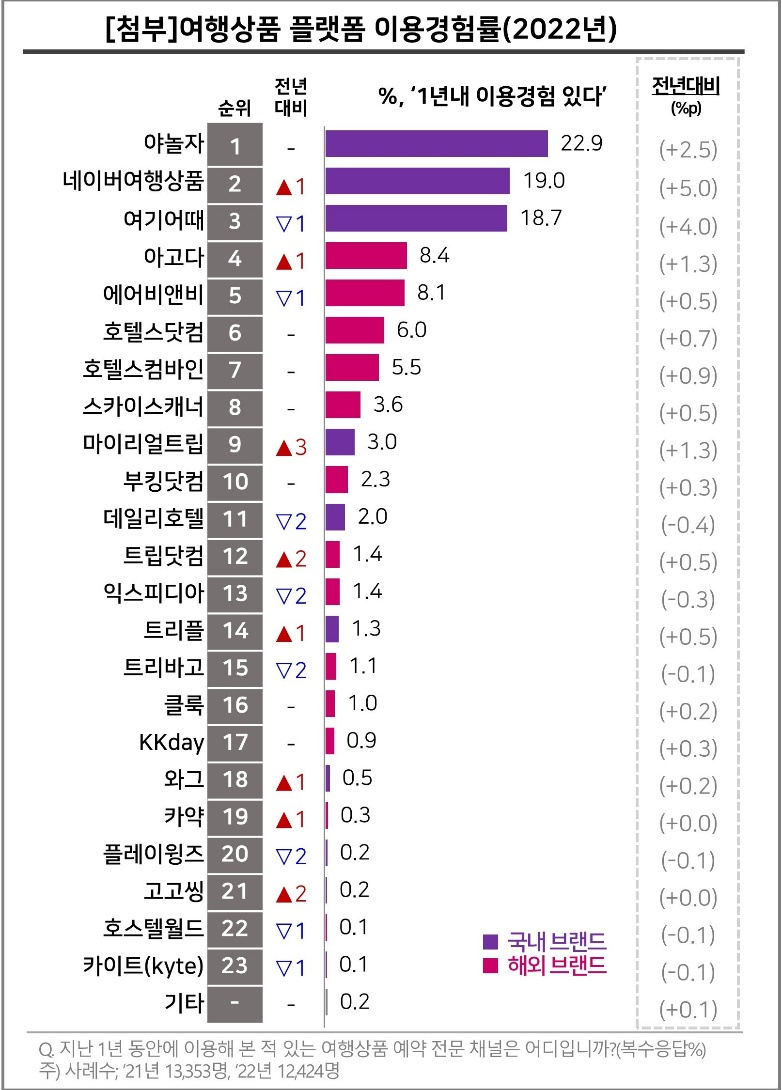 [첨부]여행상품 플랫폼 이용경험률(2022년)
순위 전년대비 %, ‘1년내 이용경험 있다’ 전년대비(%p)
야놀자 1 - 22.9 (+2.5)
네이버여행상품 2 ▲1 19.0 (+5.0)
여기어때 3 ▽1 18.7 (+4.0)
아고다 4 ▲1 8.4 (+1.3)
에어비앤비 5 ▽1 8.1 (+0.5)
호텔스닷컴 6 - 6.0 (+0.7)
호텔스컴바인 7 - 5.5 (+0.9)
스카이스캐너 8 - 3.6 (+0.5)
마이리얼트립 9 ▲3 3.0 (+1.3)
부킹닷컴 10 - 2.3 (+0.3)
데일리호텔 11 ▽2 2.0 (-0.4)
트립닷컴 12 ▲2 1.4 (+0.5)
익스피디아 13 ▽2 1.4 (-0.3)
트리플 14 ▲1 1.3 (+0.5)
트리바고 15 ▽2 1.1 (-0.1)
클룩 16 - 1.0 (+0.2)
KKday 17 - 0.9 (+0.3)
와그 18 ▲1 0.5 (+0.2)
카약 19 ▲1 0.3 (+0.0)
플레이윙즈 20 ▽2 0.2 (-0.1)
고고씽 21 ▲2 0.2 (+0.0)
호스텔월드 22 ▽1 0.1 (-0.1)
카이트(kyte) 23 ▽1 0.1 (-0.1)
기타 - - 0.2 (+0.1)
국내 브랜드
해외 브랜드
Q. 지난 1년 동안에 이용해 본 적 있는 여행상품 예약 전문 채널은 어디입니까?(복수응답%)
주) 사례수; ’21년 13,353명, ’22년 12,424명